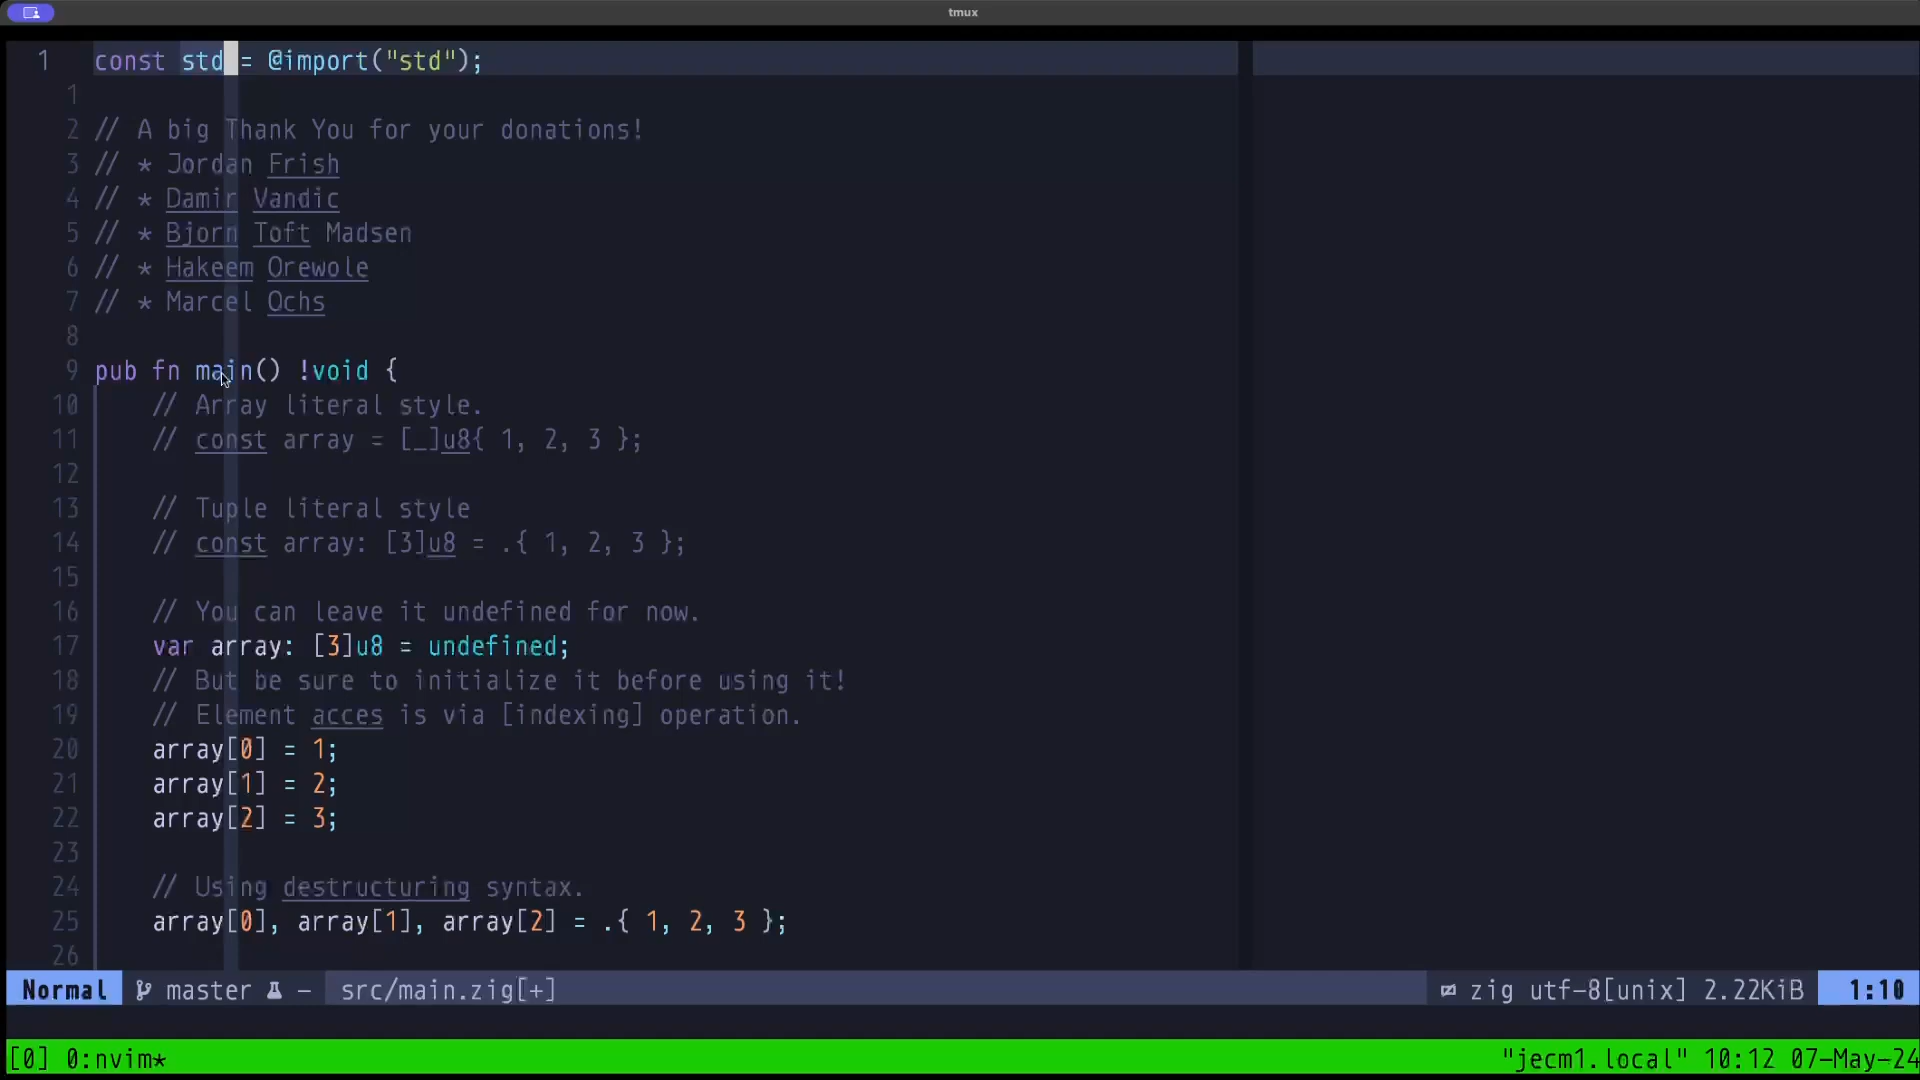 tmux
1 const std = @import("std");
1
2 // A big Thank You for your donations!
3 // * Jordan Frish
4 // * Damir Vandic
5 // * Bjorn Toft Madsen
6 // * Hakeem Orewole
7 // * Marcel Ochs
8
9 pub fn main() !void {
10 // Array literal style.
11 // const array = [_]u8{ 1, 2, 3 };
12
13 // Tuple literal style
14 // const array: [3]u8 = .{ 1, 2, 3 };
15
16 // You can leave it undefined for now.
17 var array: [3]u8 = undefined;
18 // But be sure to initialize it before using it!
19 // Element acces is via [indexing] operation.
20 array[0] = 1;
21 array[1] = 2;
22 array[2] = 3;
23
24 // Using destructuring syntax.
25 array[0], array[1], array[2] = .{ 1, 2, 3 };
26
Normal master – src/main.zig[+] zig utf-8[unix] 2.22KiB 1:10
[0] 0:nvim* "jecm1.local" 10:12 07-May-24